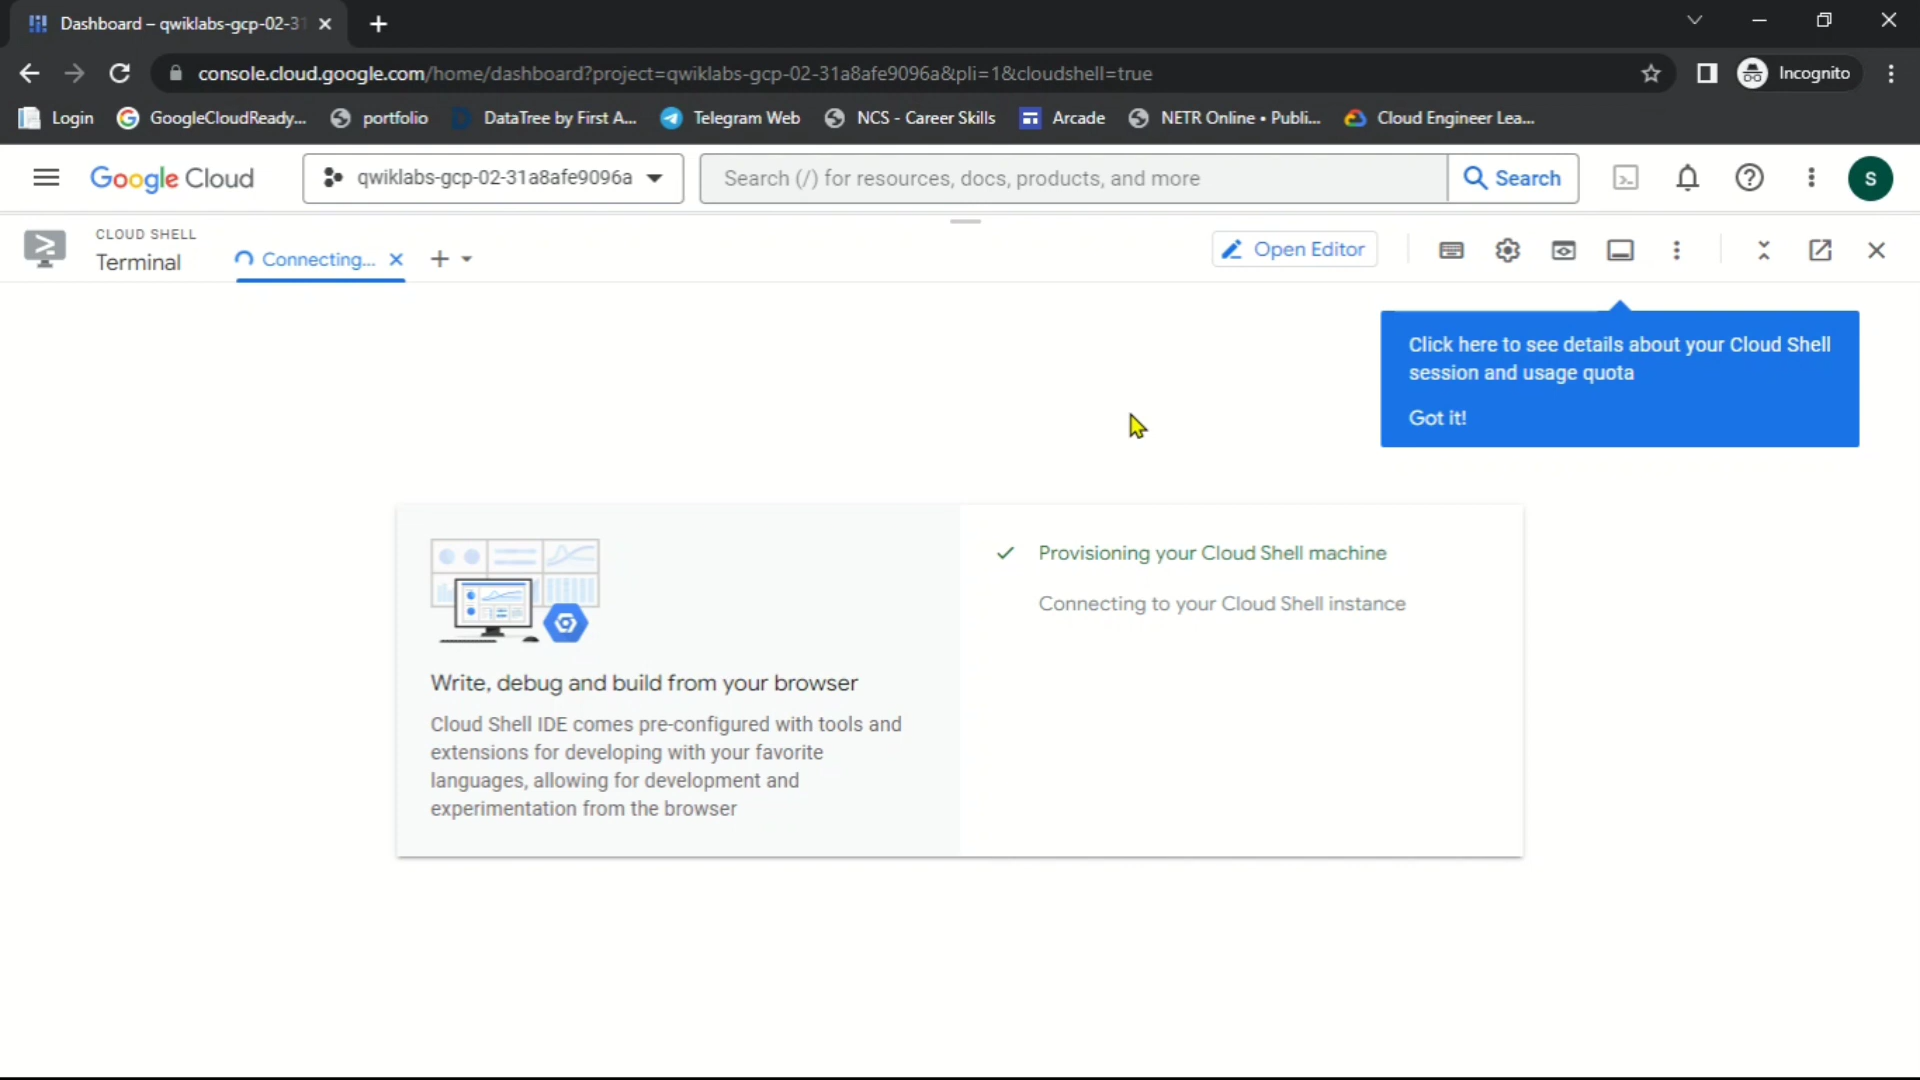 Dashboard – qwiklabs-gcp-02-31
console.cloud.google.com/home/dashboard?project=qwiklabs-gcp-02-31a8afe9096a&pli=1&cloudshell=true
Incognito
Login
GoogleCloudReady...
portfolio
DataTree by First A...
Telegram Web
NCS - Career Skills
Arcade
NETR Online • Publi...
Cloud Engineer Lea...
Google Cloud
qwiklabs-gcp-02-31a8afe9096a
Search (/) for resources, docs, products, and more
Search
S
CLOUD SHELL
Terminal
Connecting...
Open Editor
Click here to see details about your Cloud Shell
session and usage quota
Got it!
Provisioning your Cloud Shell machine
Connecting to your Cloud Shell instance
Write, debug and build from your browser
Cloud Shell IDE comes pre-configured with tools and
extensions for developing with your favorite
languages, allowing for development and
experimentation from the browser